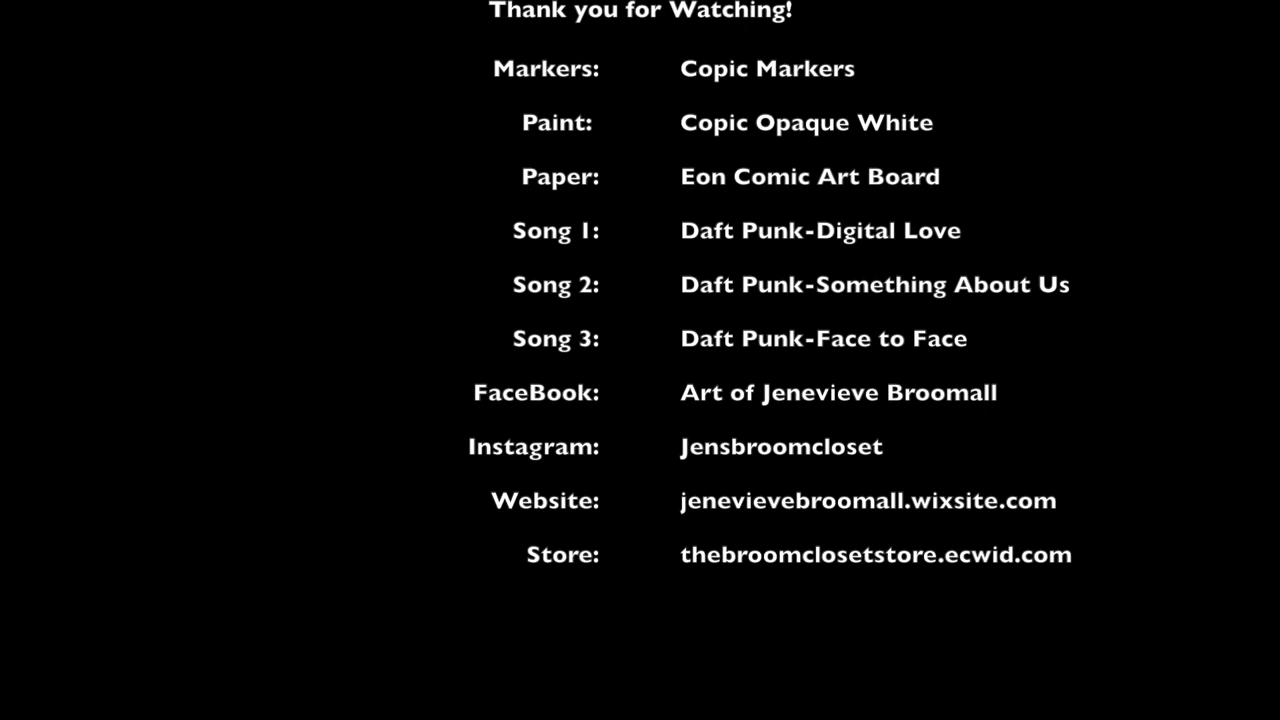 Thank you for Watching!
Markers: Copic Markers
Paint: Copic Opaque White
Paper: Eon Comic Art Board
Song 1: Daft Punk-Digital Love
Song 2: Daft Punk-Something About Us
Song 3: Daft Punk-Face to Face
FaceBook: Art of Jenevieve Broomall
Instagram: Jensbroomcloset
Website: jenevievebroomall.wixsite.com
Store: thebroomclosetstore.ecwid.com